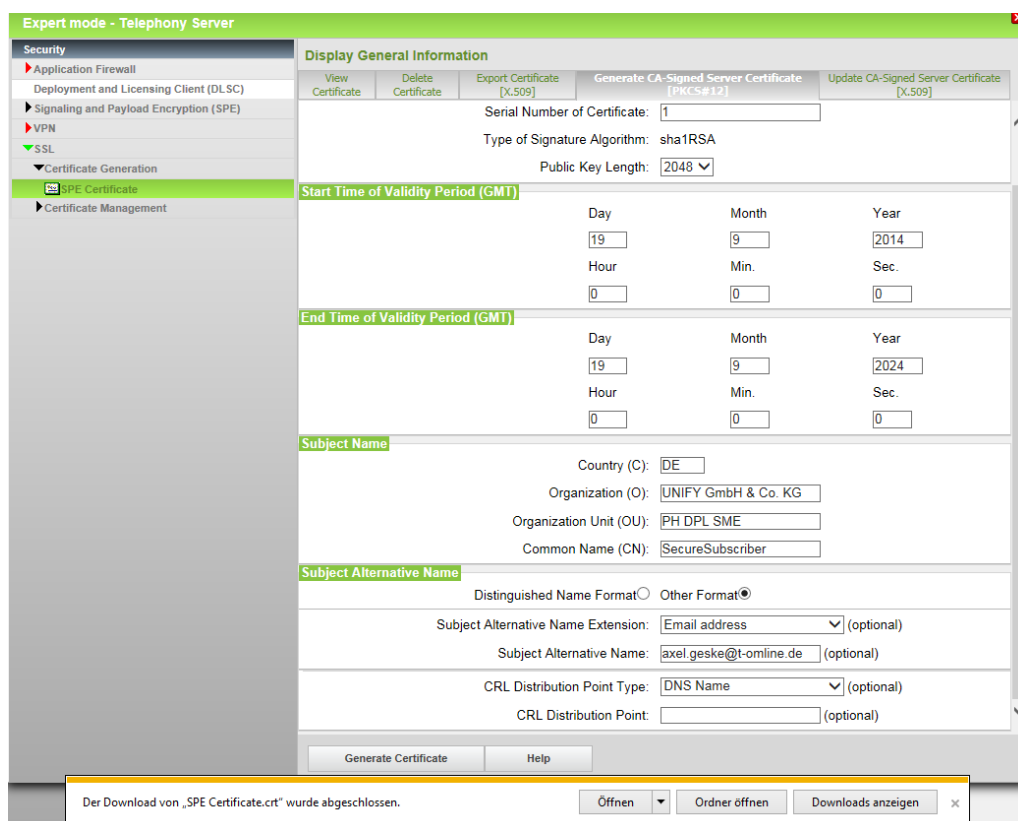 Expert mode - Telephony Server
Security
Application Firewall
Deployment and Licensing Client (DLSC)
Signaling and Payload Encryption (SPE)
VPN
SSL
Certificate Generation
SPE Certificate
Certificate Management
Display General Information
View Certificate
Delete Certificate
Export Certificate [X.509]
Generate CA-Signed Server Certificate [PKCS#12]
Update CA-Signed Server Certificate [X.509]
Serial Number of Certificate: 1
Type of Signature Algorithm: sha1RSA
Public Key Length: 2048
Start Time of Validity Period (GMT)
Day Month Year
19 9 2014
Hour Min. Sec.
0 0 0
End Time of Validity Period (GMT)
Day Month Year
19 9 2024
Hour Min. Sec.
0 0 0
Subject Name
Country (C): DE
Organization (O): UNIFY GmbH & Co. KG
Organization Unit (OU): PH DPL SME
Common Name (CN): SecureSubscriber
Subject Alternative Name
Distinguished Name Format Other Format
Subject Alternative Name Extension: Email address (optional)
Subject Alternative Name: axel.geske@t-omline.de (optional)
CRL Distribution Point Type: DNS Name (optional)
CRL Distribution Point: (optional)
Generate Certificate Help
Der Download von „SPE Certificate.crt" wurde abgeschlossen. Öffnen Ordner öffnen Downloads anzeigen ×